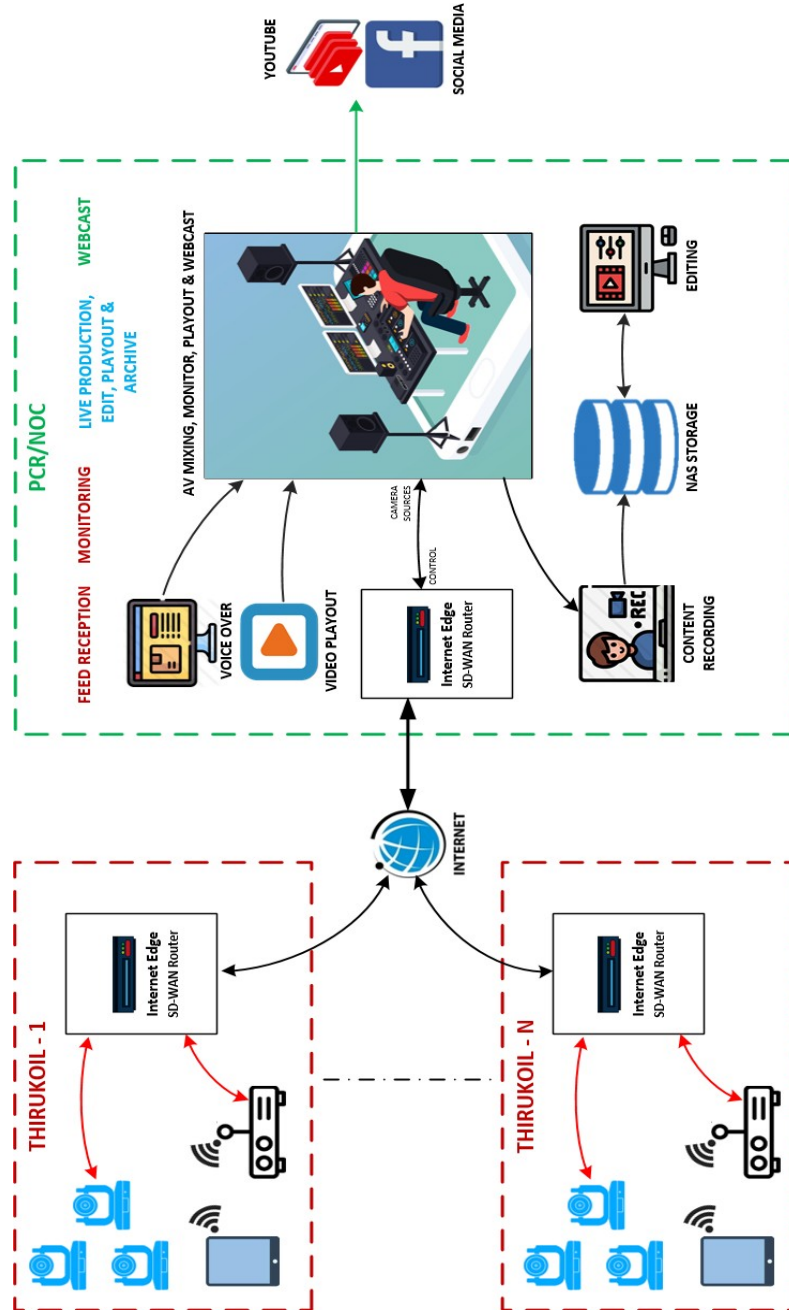 THIRUKOIL - 1
Internet Edge
SD-WAN Router
THIRUKOIL - N
Internet Edge
SD-WAN Router
INTERNET
PCR/NOC
FEED RECEPTION
MONITORING
LIVE PRODUCTION,
EDIT, PLAYOUT &
ARCHIVE
WEBCAST
VOICE OVER
VIDEO PLAYOUT
Internet Edge
SD-WAN Router
CONTROL
CAMERA
SOURCES
AV MIXING, MONITOR, PLAYOUT & WEBCAST
REC
CONTENT
RECORDING
NAS STORAGE
EDITING
YOUTUBE
f
SOCIAL MEDIA